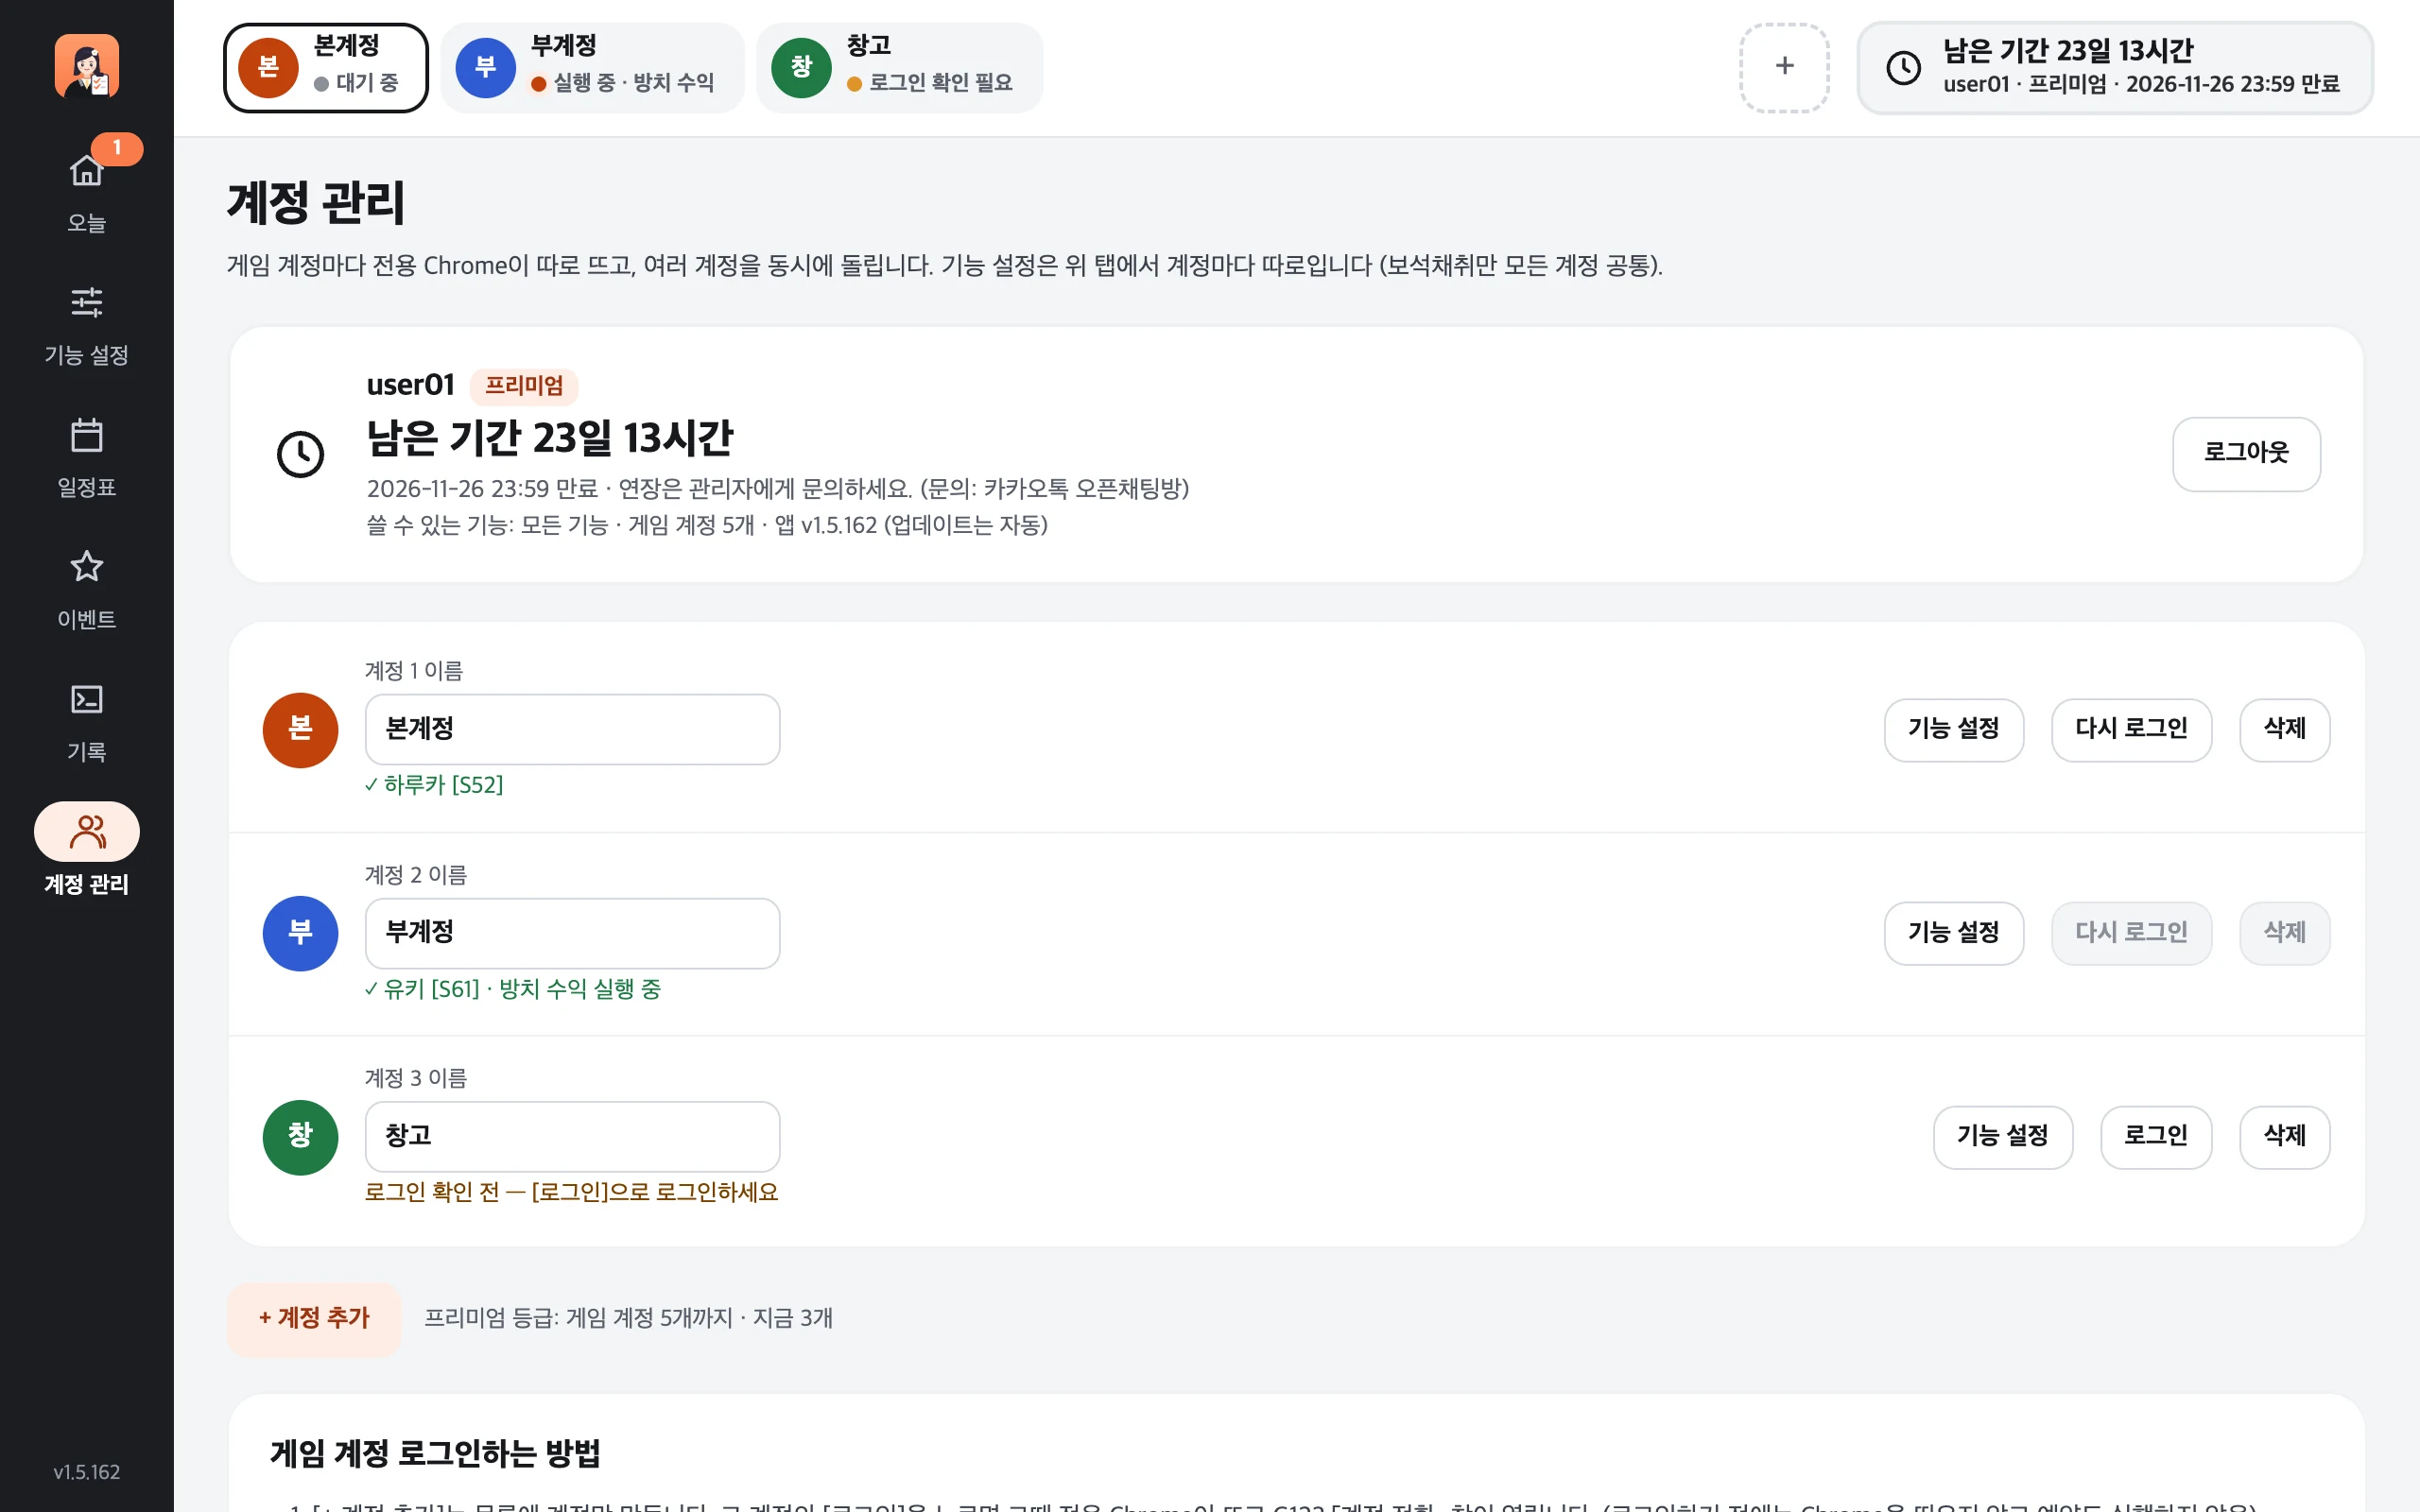 1
오늘
기능 설정
일정표
이벤트
기록
계정 관리
v1.5.162
본
본계정
대기 중
부
부계정
실행 중 · 방치 수익
창
창고
로그인 확인 필요
+
남은 기간 23일 13시간
user01 · 프리미엄 · 2026-11-26 23:59 만료
계정 관리
게임 계정마다 전용 Chrome이 따로 뜨고, 여러 계정을 동시에 돌립니다. 기능 설정은 위 탭에서 계정마다 따로입니다 (보석채취만 모든 계정 공통).
user01 프리미엄
남은 기간 23일 13시간
2026-11-26 23:59 만료 · 연장은 관리자에게 문의하세요. (문의: 카카오톡 오픈채팅방)
쓸 수 있는 기능: 모든 기능 · 게임 계정 5개 · 앱 v1.5.162 (업데이트는 자동)
로그아웃
계정 1 이름
본
본계정
✓ 하루카 [S52]
기능 설정 다시 로그인 삭제
계정 2 이름
부
부계정
✓ 유키 [S61] · 방치 수익 실행 중
기능 설정 다시 로그인 삭제
계정 3 이름
창
창고
로그인 확인 전 — [로그인]으로 로그인하세요
기능 설정 로그인 삭제
+ 계정 추가 프리미엄 등급: 게임 계정 5개까지 · 지금 3개
게임 계정 로그인하는 방법